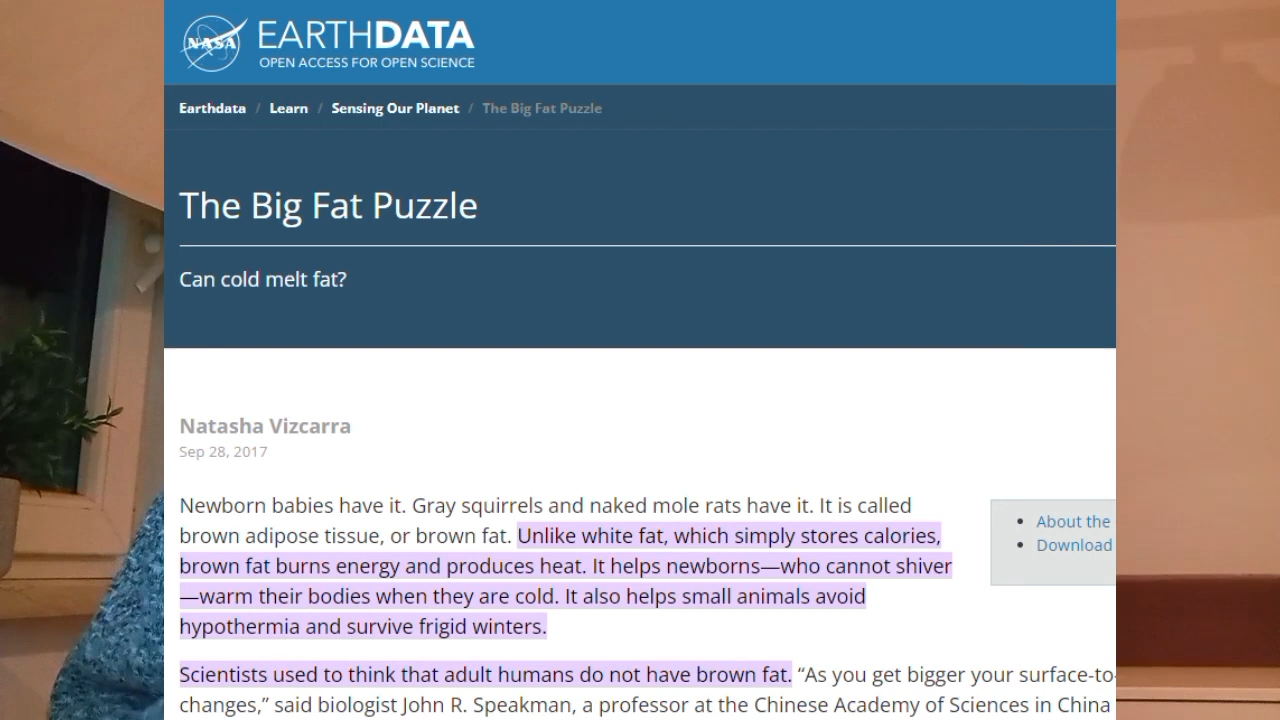 NASA
EARTHDATA
OPEN ACCESS FOR OPEN SCIENCE
Earthdata / Learn / Sensing Our Planet / The Big Fat Puzzle
The Big Fat Puzzle
Can cold melt fat?
Natasha Vizcarra
Sep 28, 2017
Newborn babies have it. Gray squirrels and naked mole rats have it. It is called
brown adipose tissue, or brown fat. Unlike white fat, which simply stores calories,
brown fat burns energy and produces heat. It helps newborns—who cannot shiver
—warm their bodies when they are cold. It also helps small animals avoid
hypothermia and survive frigid winters.
• About the
• Download
Scientists used to think that adult humans do not have brown fat. “As you get bigger your surface-to-
changes,” said biologist John R. Speakman, a professor at the Chinese Academy of Sciences in China